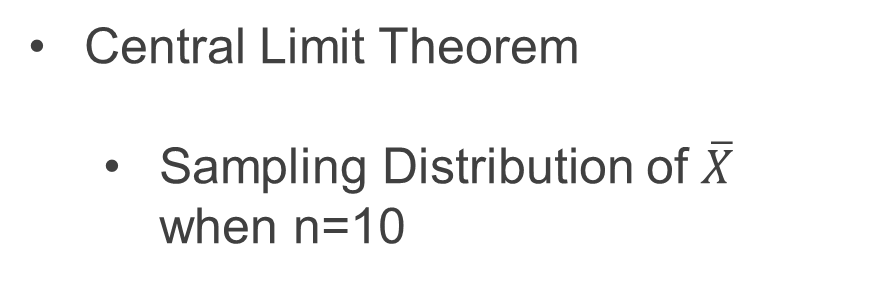 • Central Limit Theorem
• Sampling Distribution of X̅
when n=10